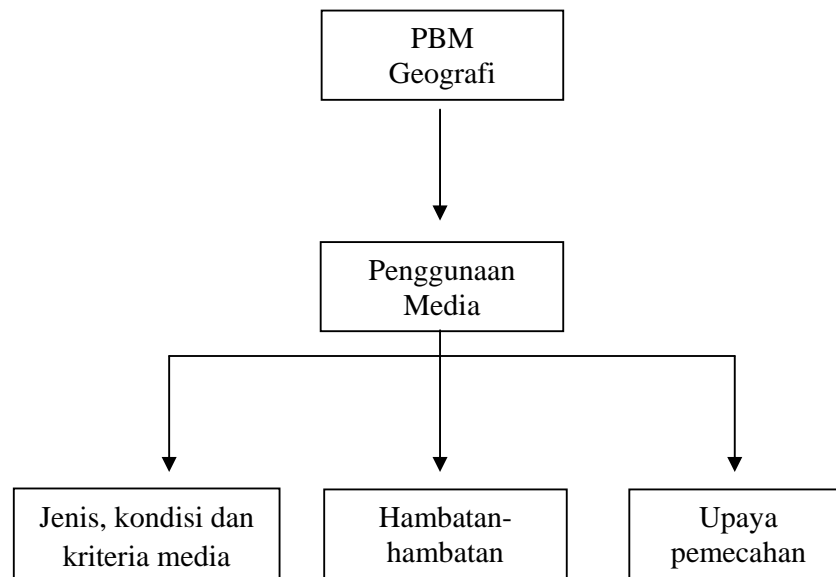 PBM
Geografi
Penggunaan
Media
Jenis, kondisi dan
kriteria media
Hambatan-
hambatan
Upaya
pemecahan